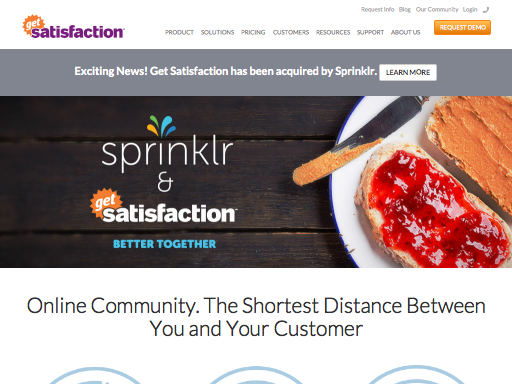 Request Info Blog Our Community Login
get satisfaction
PRODUCT SOLUTIONS PRICING CUSTOMERS RESOURCES SUPPORT ABOUT US
REQUEST DEMO
Exciting News! Get Satisfaction has been acquired by Sprinklr. LEARN MORE
sprinklr
&
get
satisfaction
BETTER TOGETHER
Online Community. The Shortest Distance Between
You and Your Customer